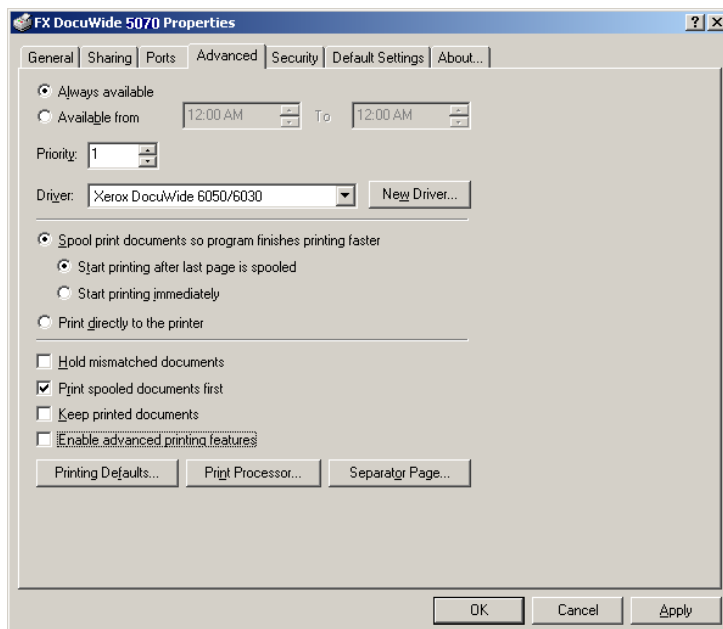 FX DocuWide 5070 Properties
General Sharing Ports Advanced Security Default Settings About...
Always available
Available from 12:00 AM To 12:00 AM
Priority: 1
Driver: Xerox DocuWide 6050/6030 New Driver...
Spool print documents so program finishes printing faster
Start printing after last page is spooled
Start printing immediately
Print directly to the printer
Hold mismatched documents
Print spooled documents first
Keep printed documents
Enable advanced printing features
Printing Defaults... Print Processor... Separator Page...
OK Cancel Apply